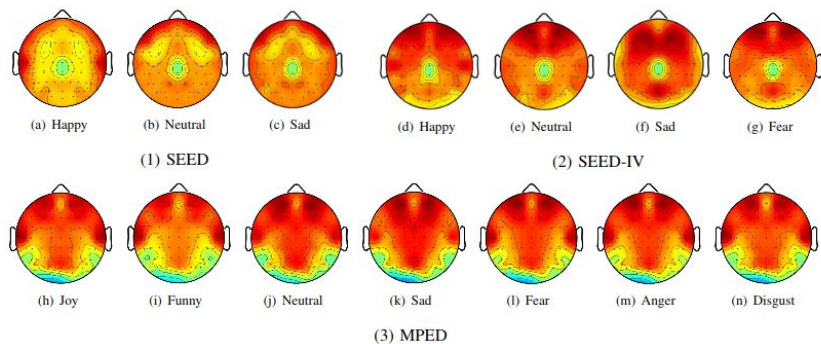 (a) Happy (b) Neutral (c) Sad (d) Happy (e) Neutral (f) Sad (g) Fear
(1) SEED (2) SEED-IV
(h) Joy (i) Funny (j) Neutral (k) Sad (l) Fear (m) Anger (n) Disgust
(3) MPED